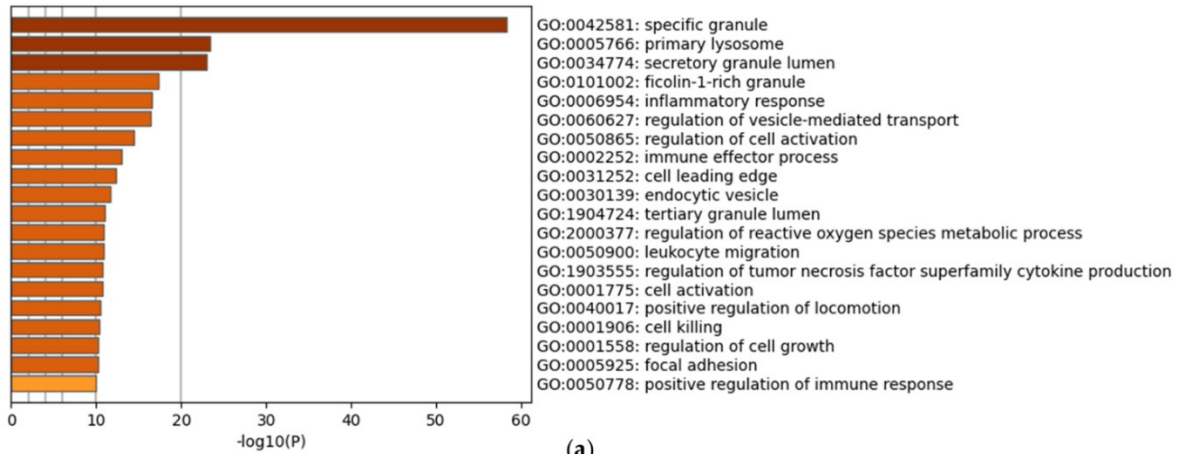 GO:0042581: specific granule
GO:0005766: primary lysosome
GO:0034774: secretory granule lumen
GO:0101002: ficolin-1-rich granule
GO:0006954: inflammatory response
GO:0060627: regulation of vesicle-mediated transport
GO:0050865: regulation of cell activation
GO:0002252: immune effector process
GO:0031252: cell leading edge
GO:0030139: endocytic vesicle
GO:1904724: tertiary granule lumen
GO:2000377: regulation of reactive oxygen species metabolic process
GO:0050900: leukocyte migration
GO:1903555: regulation of tumor necrosis factor superfamily cytokine production
GO:0001775: cell activation
GO:0040017: positive regulation of locomotion
GO:0001906: cell killing
GO:0001558: regulation of cell growth
GO:0005925: focal adhesion
GO:0050778: positive regulation of immune response
0 10 20 30 40 50 60
-log10(P)
(a)